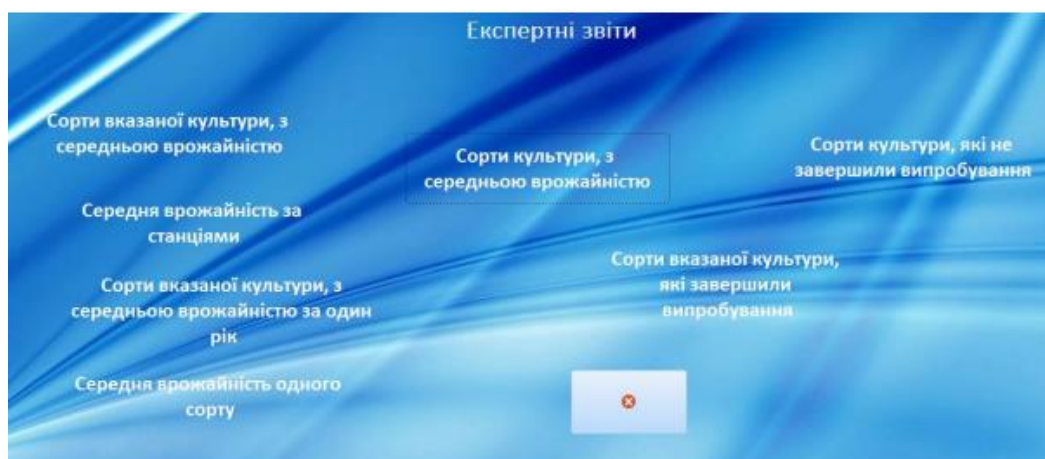 Експертні звіти
Сорти вказаної культури, з
середньою врожайністю
Сорти культури, з
середньою врожайністю
Сорти культури, які не
завершили випробування
Середня врожайність за
станціями
Сорти вказаної культури,
які завершили
випробування
Сорти вказаної культури, з
середньою врожайністю за один
рік
Середня врожайність одного
сорту